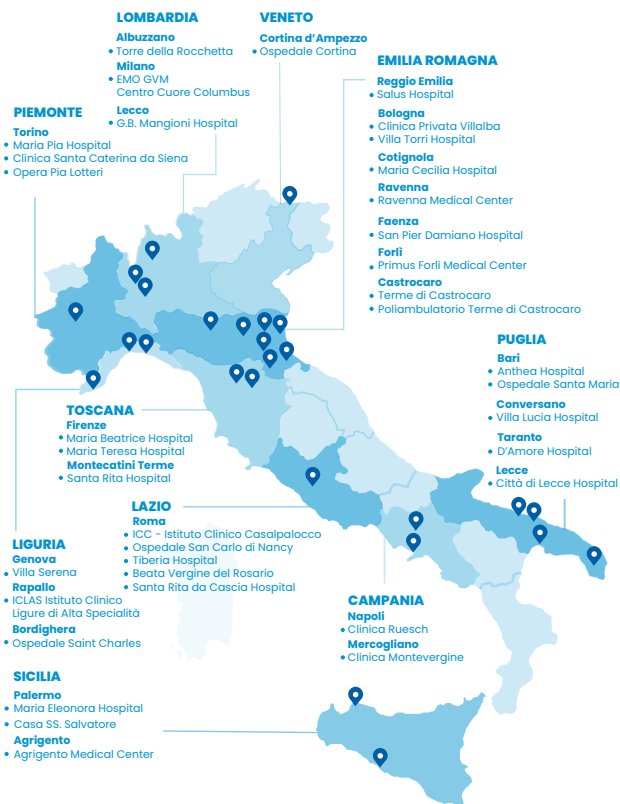 LOMBARDIA
Albuzzano
• Torre della Rocchetta
Milano
• EMO GVM
Centro Cuore Columbus
Lecco
• G.B. Mangioni Hospital
VENETO
Cortina d’Ampezzo
• Ospedale Cortina
EMILIA ROMAGNA
Reggio Emilia
• Salus Hospital
Bologna
• Clinica Privata Villalba
• Villa Torri Hospital
Cotignola
• Maria Cecilia Hospital
Ravenna
• Ravenna Medical Center
Faenza
• San Pier Damiano Hospital
Forlì
• Primus Forlì Medical Center
Castrocaro
• Terme di Castrocaro
• Poliambulatorio Terme di Castrocaro
PIEMONTE
Torino
• Maria Pia Hospital
• Clinica Santa Caterina da Siena
• Opera Pia Lotteri
PUGLIA
Bari
• Anthea Hospital
• Ospedale Santa Maria
Conversano
• Villa Lucia Hospital
Taranto
• D’Amore Hospital
Lecce
• Città di Lecce Hospital
TOSCANA
Firenze
• Maria Beatrice Hospital
• Maria Teresa Hospital
Montecatini Terme
• Santa Rita Hospital
LAZIO
Roma
• ICC - Istituto Clinico Casalpalocco
• Ospedale San Carlo di Nancy
• Tiberia Hospital
• Beata Vergine del Rosario
• Santa Rita da Cascia Hospital
LIGURIA
Genova
• Villa Serena
Rapallo
• ICLAS Istituto Clinico
Ligure di Alta Specialità
Bordighera
• Ospedale Saint Charles
CAMPANIA
Napoli
• Clinica Ruesch
Mercogliano
• Clinica Montevergine
SICILIA
Palermo
• Maria Eleonora Hospital
• Casa SS. Salvatore
Agrigento
• Agrigento Medical Center